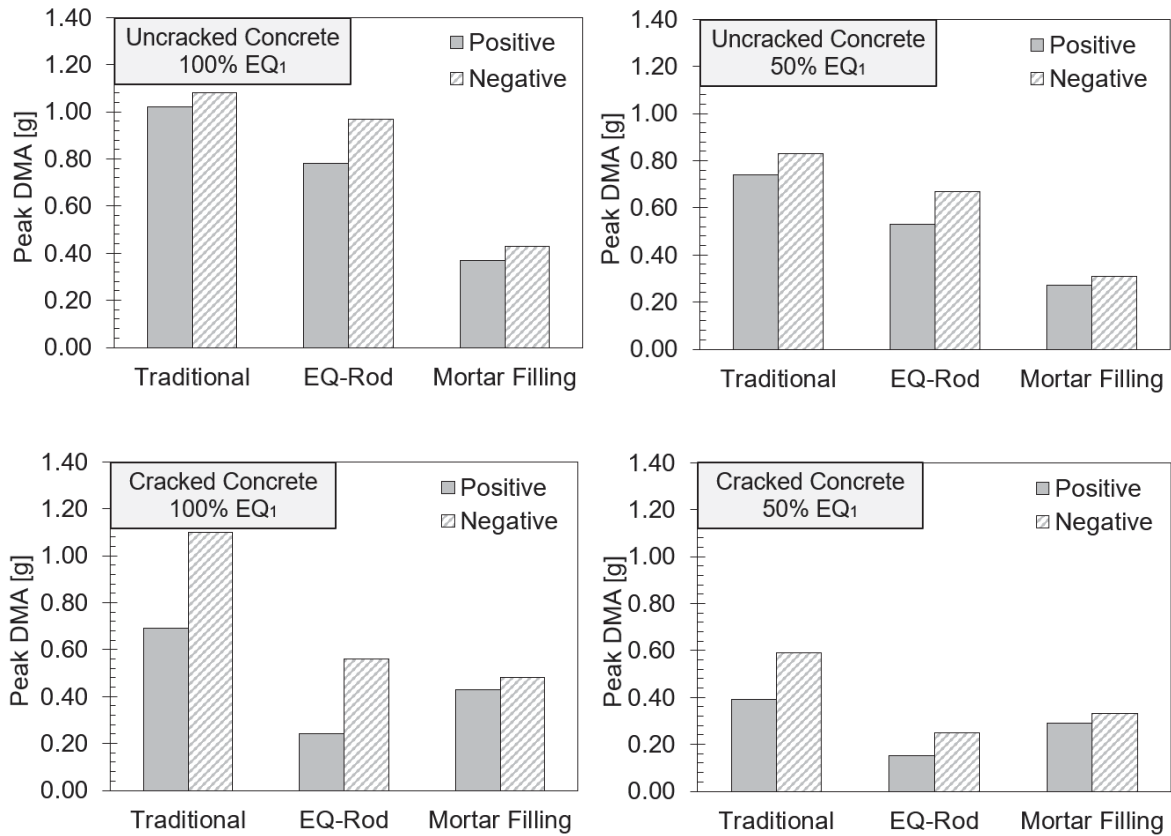 Uncracked Concrete
100% EQ₁
Positive
Negative
Peak DMA [g]
1.40
1.20
1.00
0.80
0.60
0.40
0.20
0.00
Traditional EQ-Rod Mortar Filling
Uncracked Concrete
50% EQ₁
Positive
Negative
Peak DMA [g]
1.40
1.20
1.00
0.80
0.60
0.40
0.20
0.00
Traditional EQ-Rod Mortar Filling
Cracked Concrete
100% EQ₁
Positive
Negative
Peak DMA [g]
1.40
1.20
1.00
0.80
0.60
0.40
0.20
0.00
Traditional EQ-Rod Mortar Filling
Cracked Concrete
50% EQ₁
Positive
Negative
Peak DMA [g]
1.40
1.20
1.00
0.80
0.60
0.40
0.20
0.00
Traditional EQ-Rod Mortar Filling